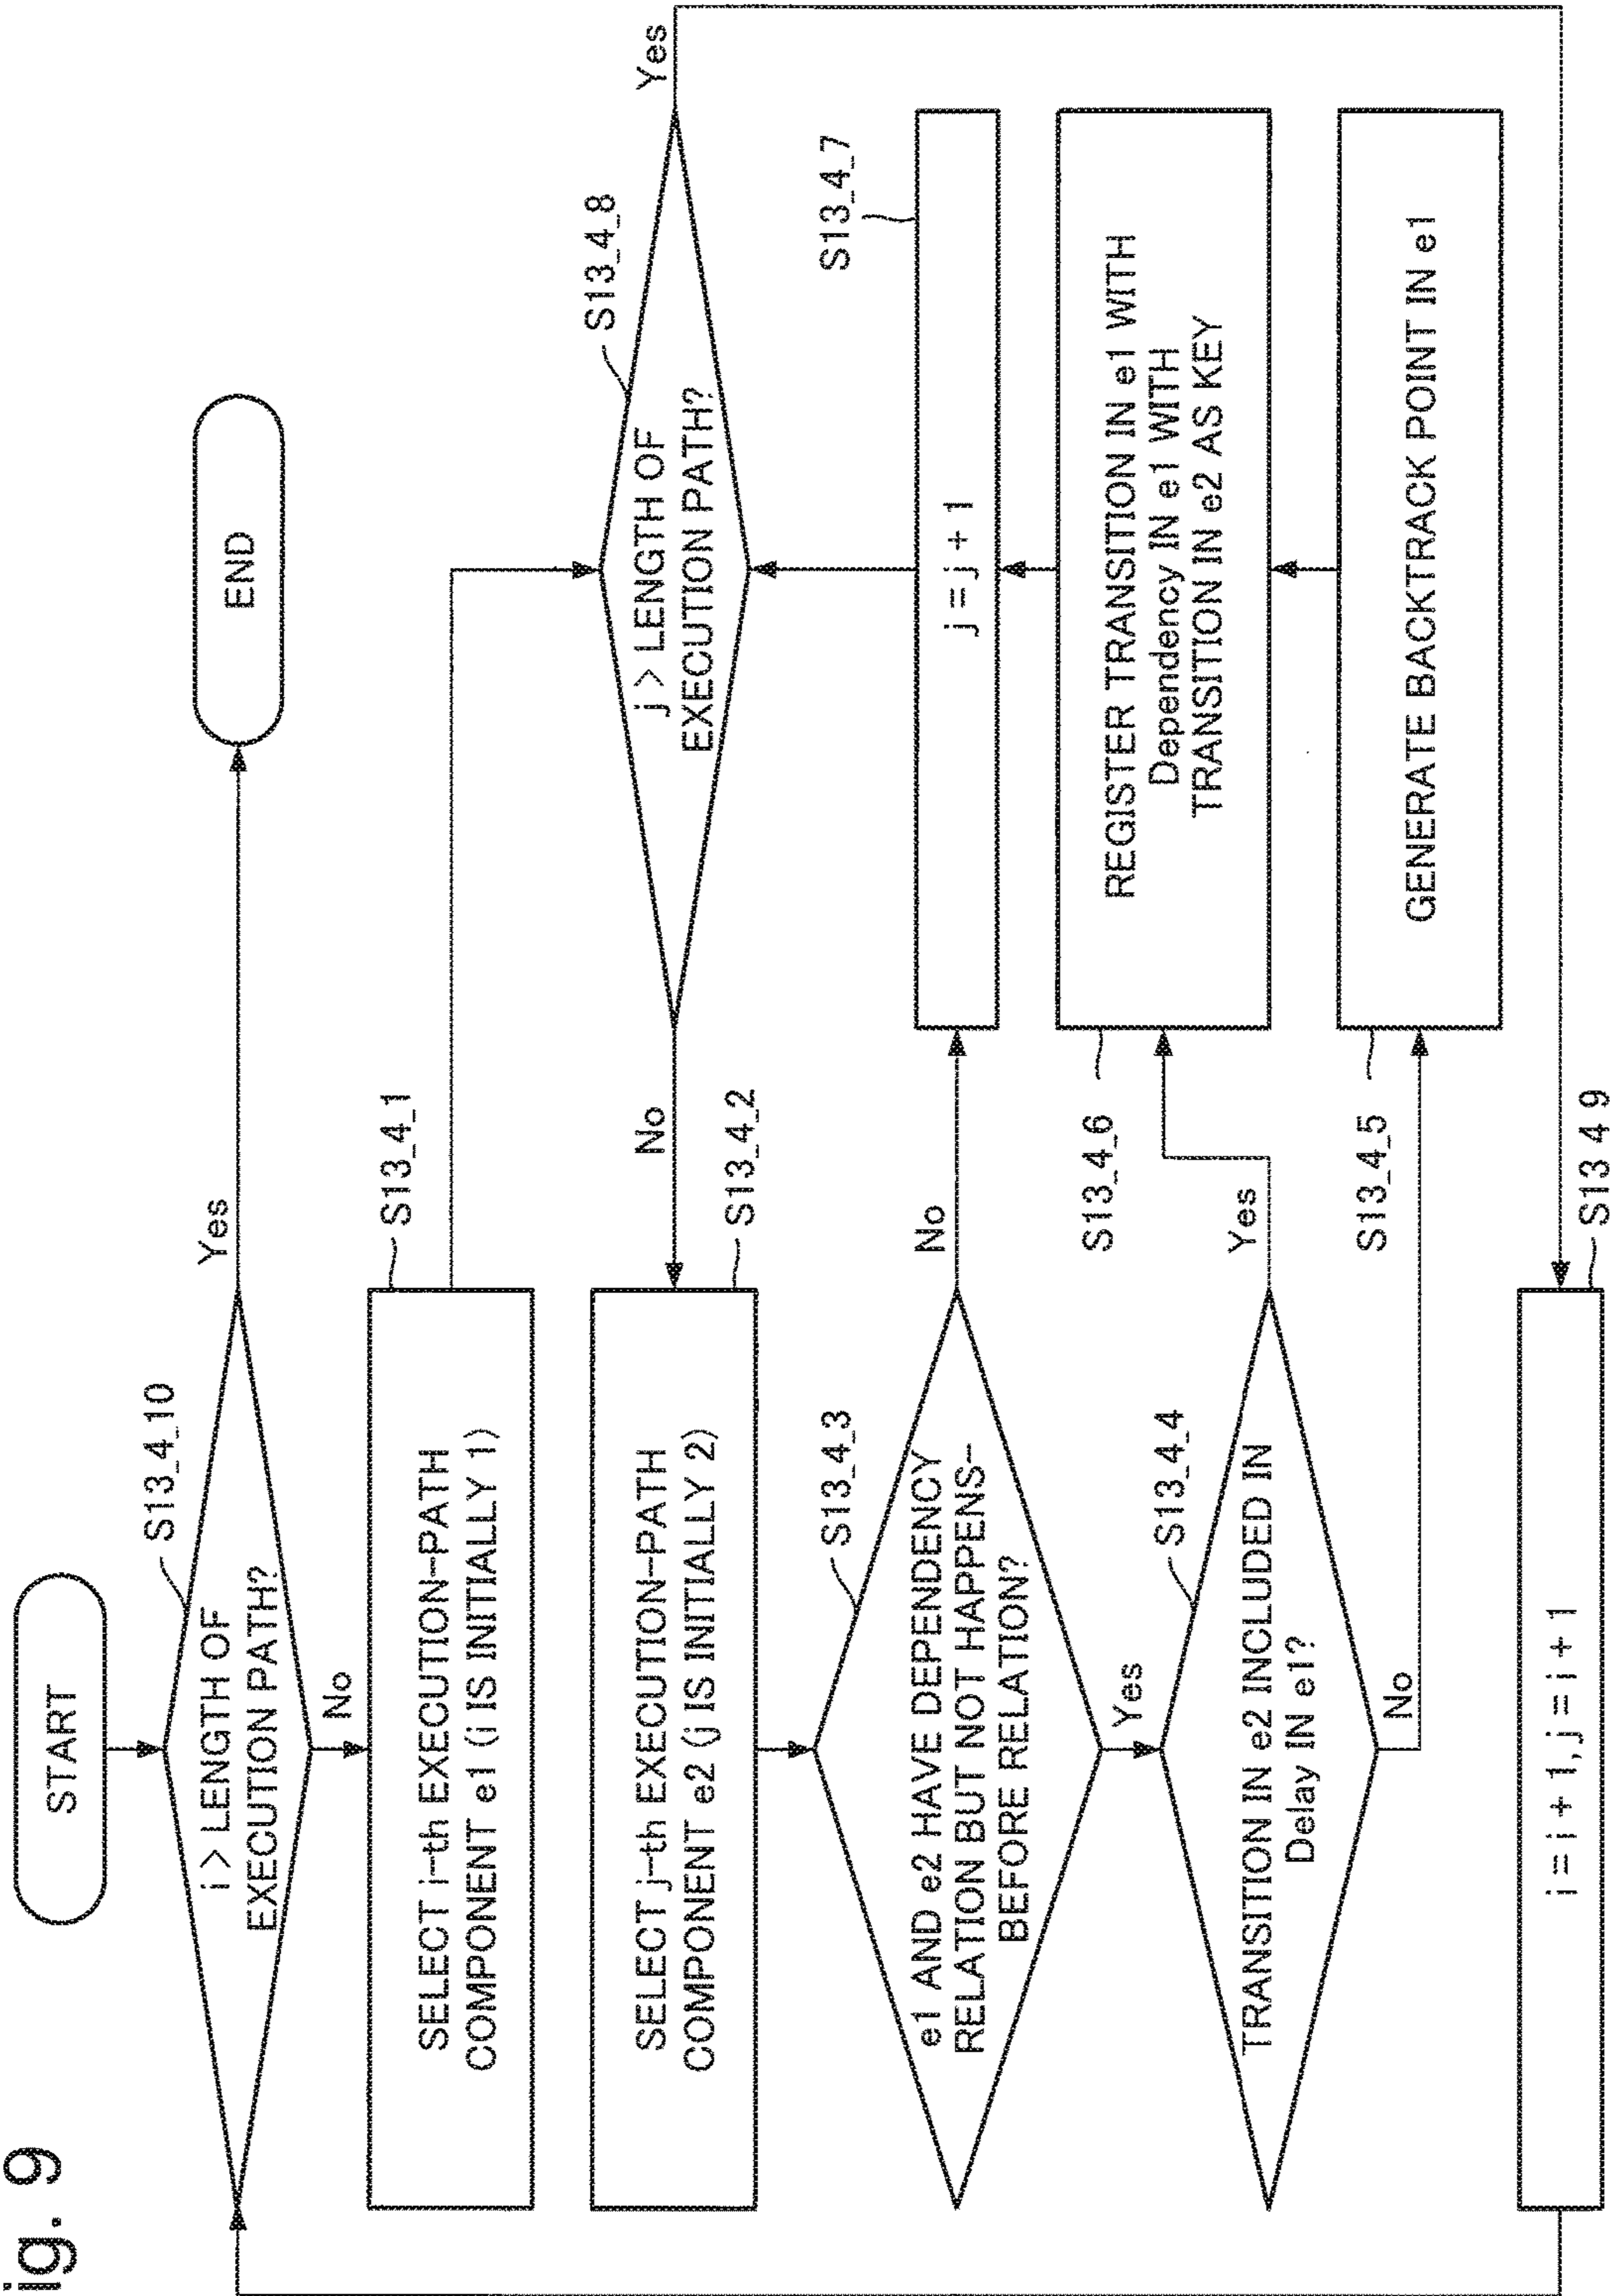 ig. 9
START
S13_4_10
i > LENGTH OF
EXECUTION PATH?
Yes
END
No
S13_4_1
SELECT i-th EXECUTION-PATH
COMPONENT e1 (i IS INITIALLY 1)
S13_4_8
j > LENGTH OF
EXECUTION PATH?
Yes
No
S13_4_2
SELECT j-th EXECUTION-PATH
COMPONENT e2 (j IS INITIALLY 2)
S13_4_3
e1 AND e2 HAVE DEPENDENCY
RELATION BUT NOT HAPPENS-
BEFORE RELATION?
No
S13_4_7
j = j + 1
Yes
S13_4_4
TRANSITION IN e2 INCLUDED IN
Delay IN e1?
Yes
S13_4_6
REGISTER TRANSITION IN e1 WITH
Dependency IN e1 WITH
TRANSITION IN e2 AS KEY
No
S13_4_5
GENERATE BACKTRACK POINT IN e1
S13 4 9
i = i + 1, j = i + 1